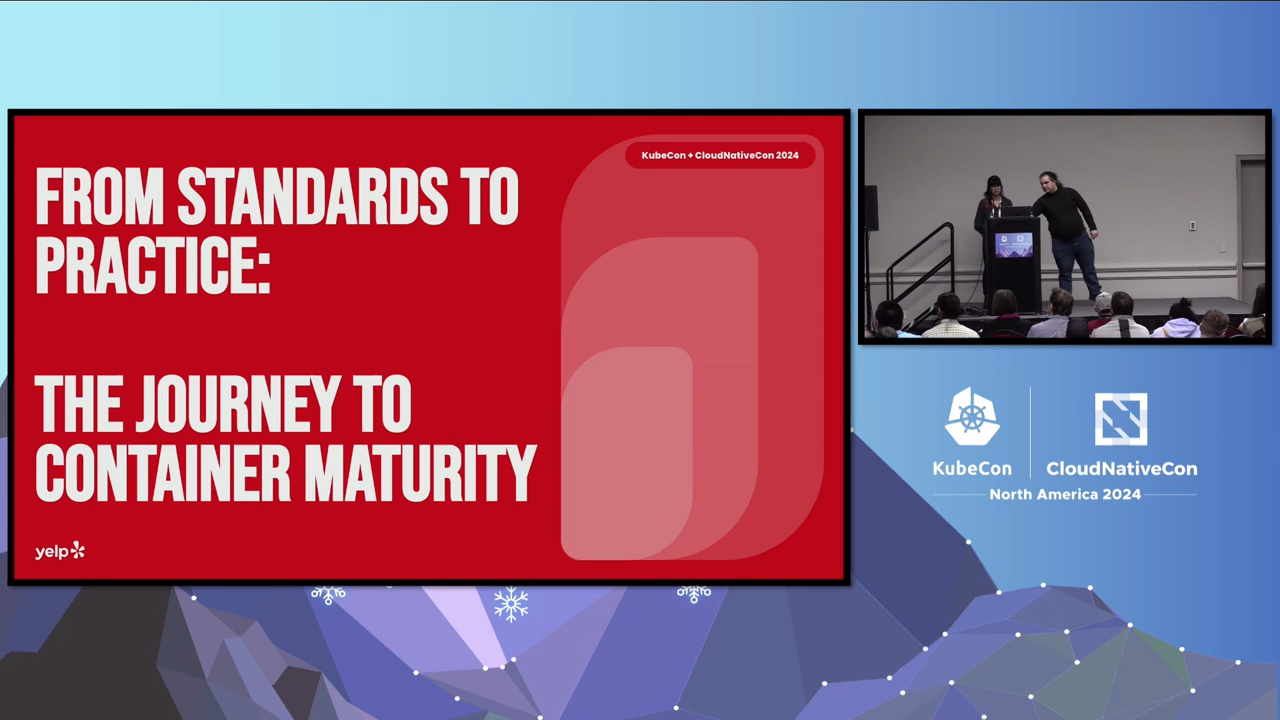 KubeCon + CloudNativeCon 2024
FROM STANDARDS TO
PRACTICE:
THE JOURNEY TO
CONTAINER MATURITY
yelp
KubeCon
CloudNativeCon
North America 2024